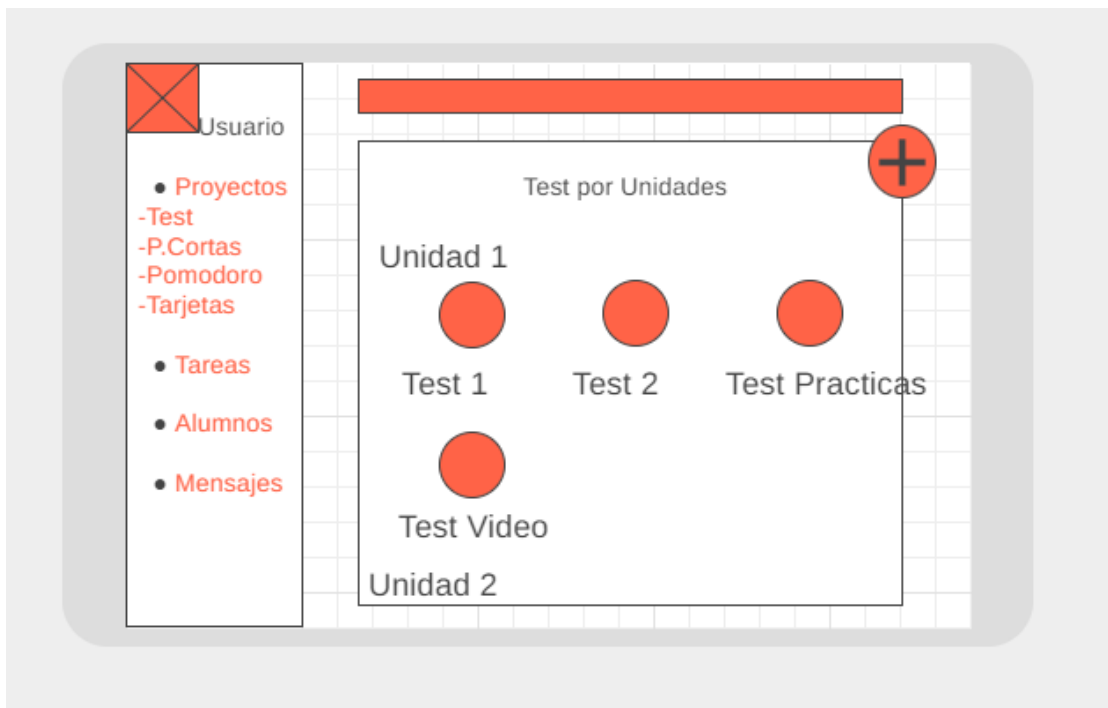 Usuario
● Proyectos
-Test
-P.Cortas
-Pomodoro
-Tarjetas
● Tareas
● Alumnos
● Mensajes
Test por Unidades
Unidad 1
Test 1 Test 2 Test Practicas
Test Video
Unidad 2